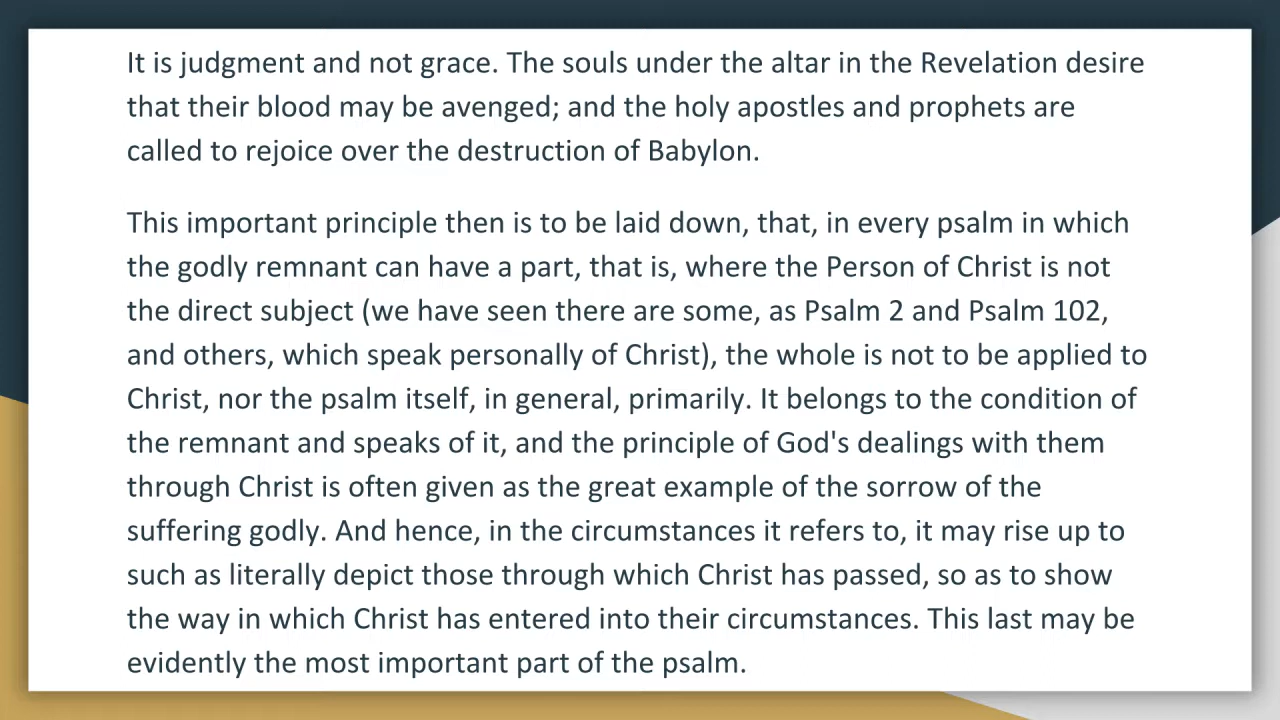 It is judgment and not grace. The souls under the altar in the Revelation desire
that their blood may be avenged; and the holy apostles and prophets are
called to rejoice over the destruction of Babylon.
This important principle then is to be laid down, that, in every psalm in which
the godly remnant can have a part, that is, where the Person of Christ is not
the direct subject (we have seen there are some, as Psalm 2 and Psalm 102,
and others, which speak personally of Christ), the whole is not to be applied to
Christ, nor the psalm itself, in general, primarily. It belongs to the condition of
the remnant and speaks of it, and the principle of God's dealings with them
through Christ is often given as the great example of the sorrow of the
suffering godly. And hence, in the circumstances it refers to, it may rise up to
such as literally depict those through which Christ has passed, so as to show
the way in which Christ has entered into their circumstances. This last may be
evidently the most important part of the psalm.